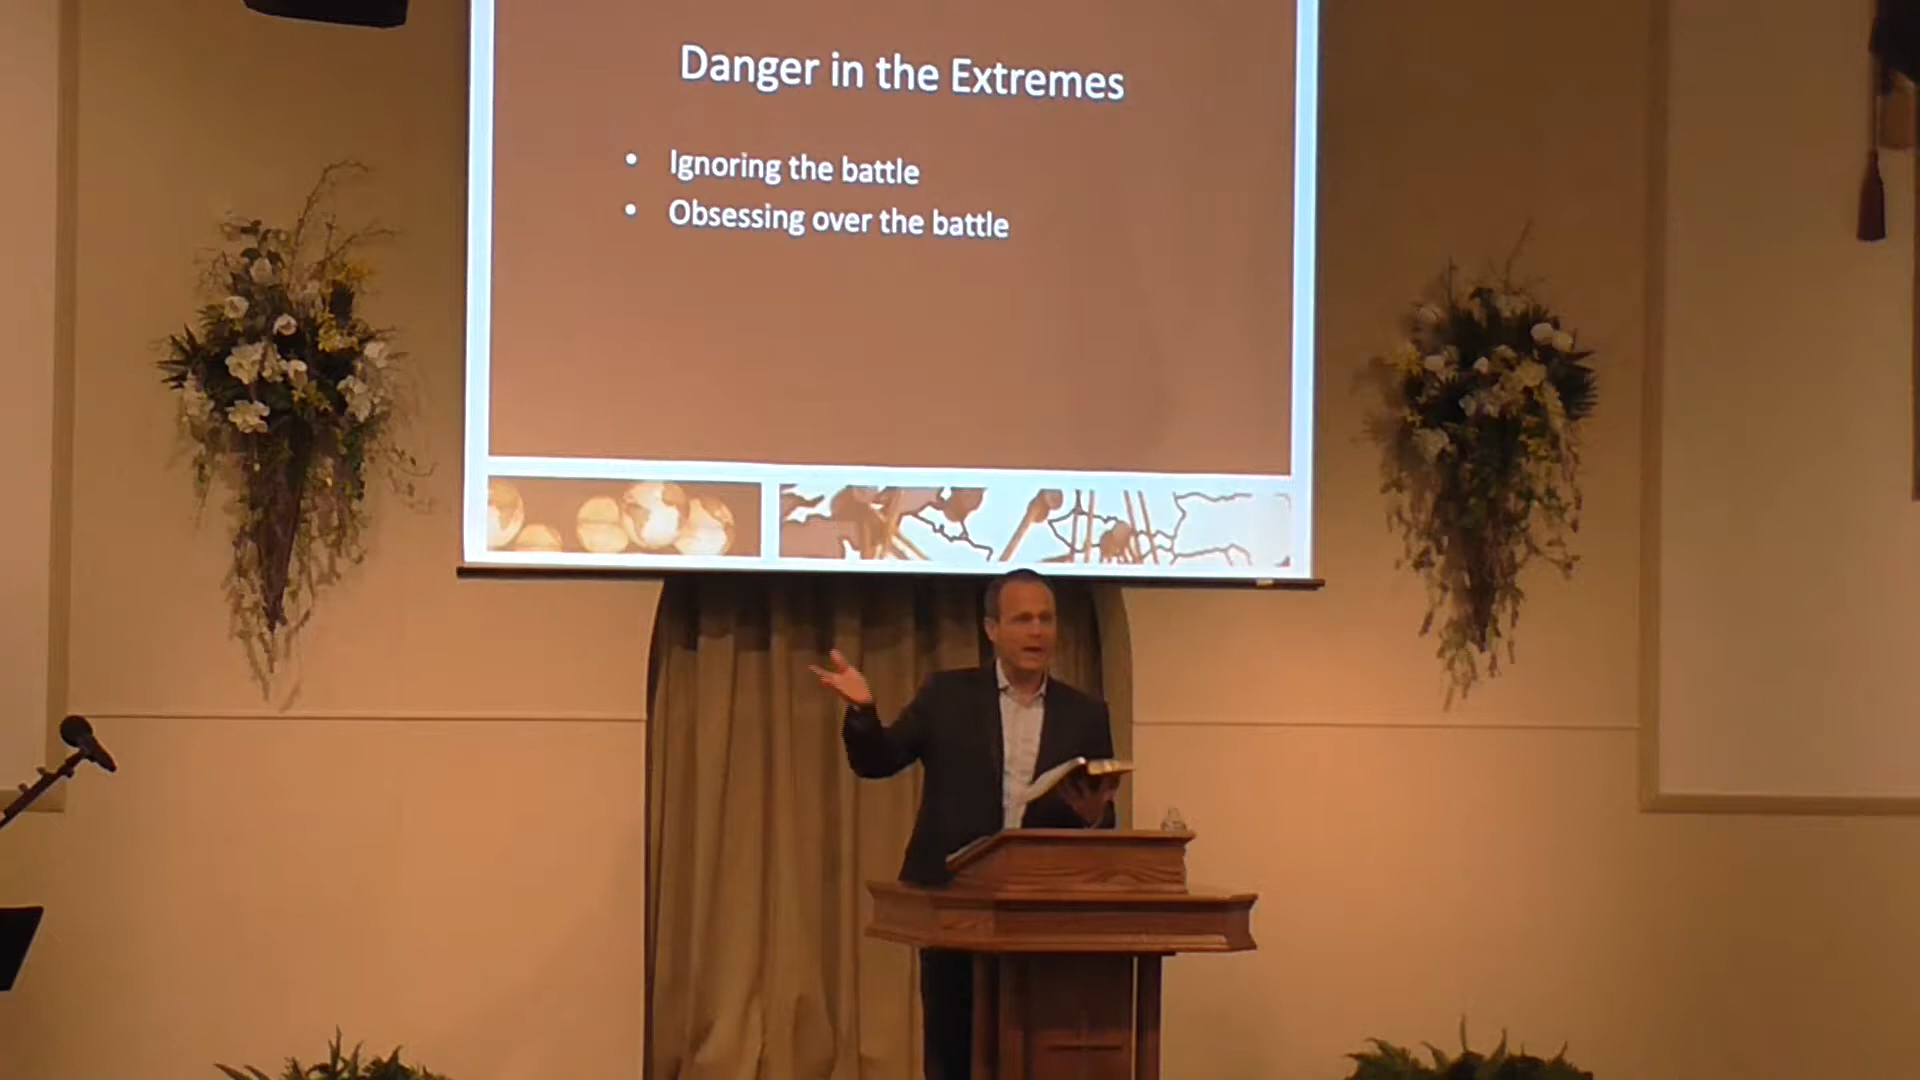 Danger in the Extremes
• Ignoring the battle
• Obsessing over the battle